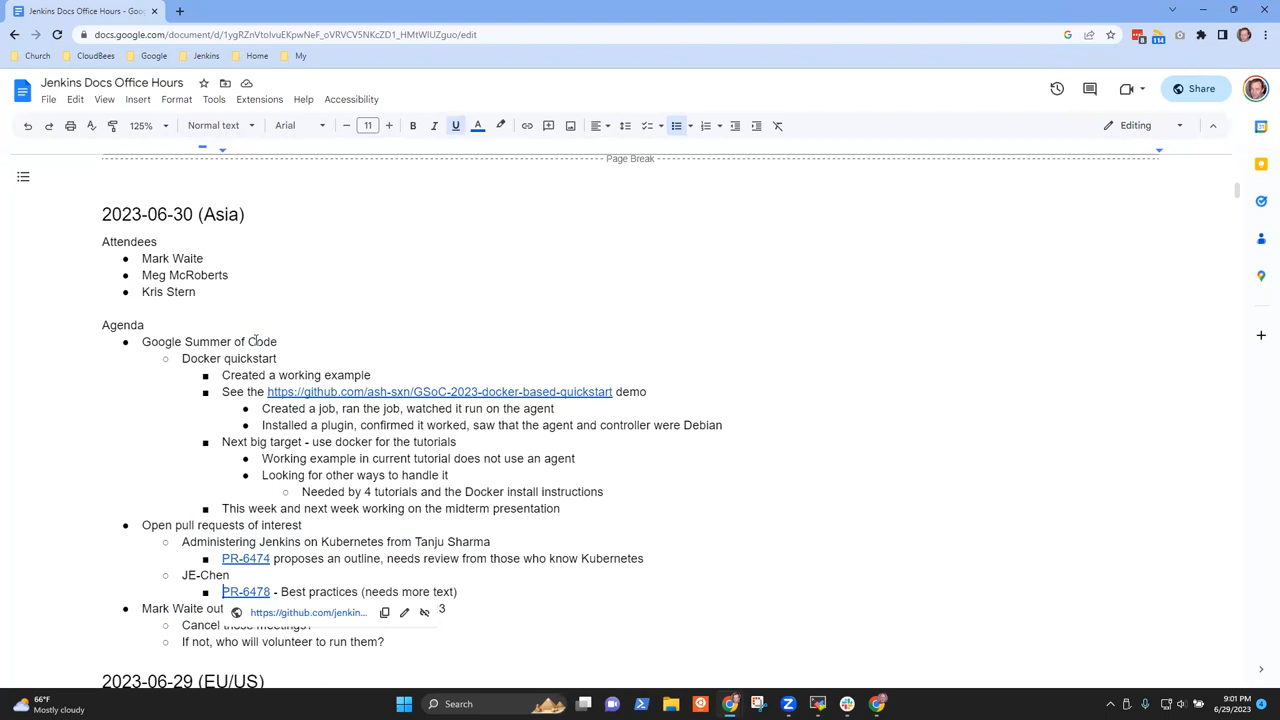 Jenkins Docs Office Hours - Goo
docs.google.com/document/d/1ygRZnVtoIvuEKpwNeF_oVRVCV5NKcZD1_HMtWIUZguo/edit
Church
CloudBees
Google
Jenkins
Home
My
Jenkins Docs Office Hours
File Edit View Insert Format Tools Extensions Help Accessibility
Share
125% Normal text Arial 11 Editing
Page Break
2023-06-30 (Asia)
Attendees
● Mark Waite
● Meg McRoberts
● Kris Stern
Agenda
● Google Summer of Code
○ Docker quickstart
■ Created a working example
■ See the https://github.com/ash-sxn/GSoC-2023-docker-based-quickstart demo
● Created a job, ran the job, watched it run on the agent
● Installed a plugin, confirmed it worked, saw that the agent and controller were Debian
■ Next big target - use docker for the tutorials
● Working example in current tutorial does not use an agent
● Looking for other ways to handle it
○ Needed by 4 tutorials and the Docker install instructions
■ This week and next week working on the midterm presentation
● Open pull requests of interest
○ Administering Jenkins on Kubernetes from Tanju Sharma
■ PR-6474 proposes an outline, needs review from those who know Kubernetes
○ JE-Chen
■ PR-6478 - Best practices (needs more text)
● Mark Waite out 3
https://github.com/jenkin...
○ Cancel those meetings?
○ If not, who will volunteer to run them?
2023-06-29 (EU/US)
66°F
Mostly cloudy
Search
9:01 PM
6/29/2023